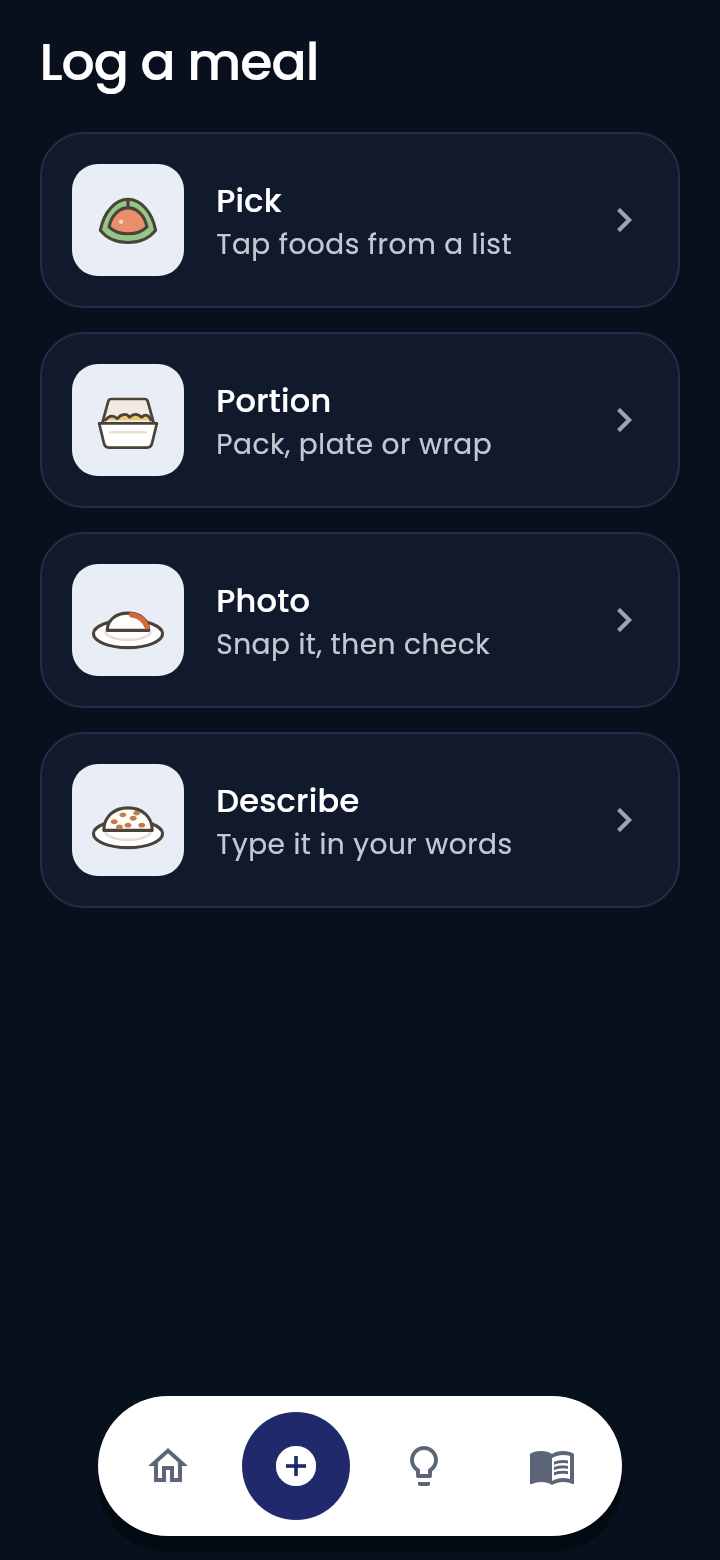 Log a meal
Pick
Tap foods from a list
Portion
Pack, plate or wrap
Photo
Snap it, then check
Describe
Type it in your words